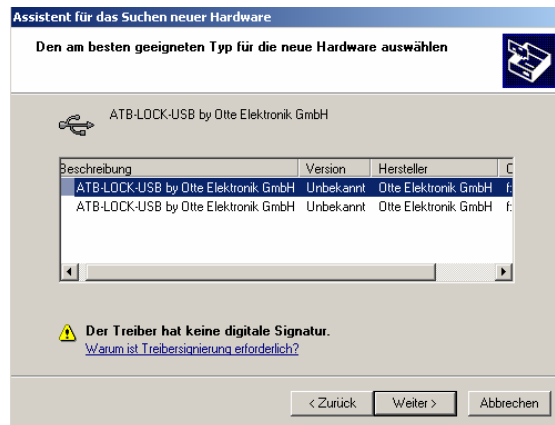 Assistent für das Suchen neuer Hardware
Den am besten geeigneten Typ für die neue Hardware auswählen
ATB-LOCK-USB by Otte Elektronik GmbH
Beschreibung Version Hersteller C
ATB-LOCK-USB by Otte Elektronik GmbH Unbekannt Otte Elektronik GmbH f:
ATB-LOCK-USB by Otte Elektronik GmbH Unbekannt Otte Elektronik GmbH f:
Der Treiber hat keine digitale Signatur.
Warum ist Treibersignierung erforderlich?
< Zurück Weiter > Abbrechen